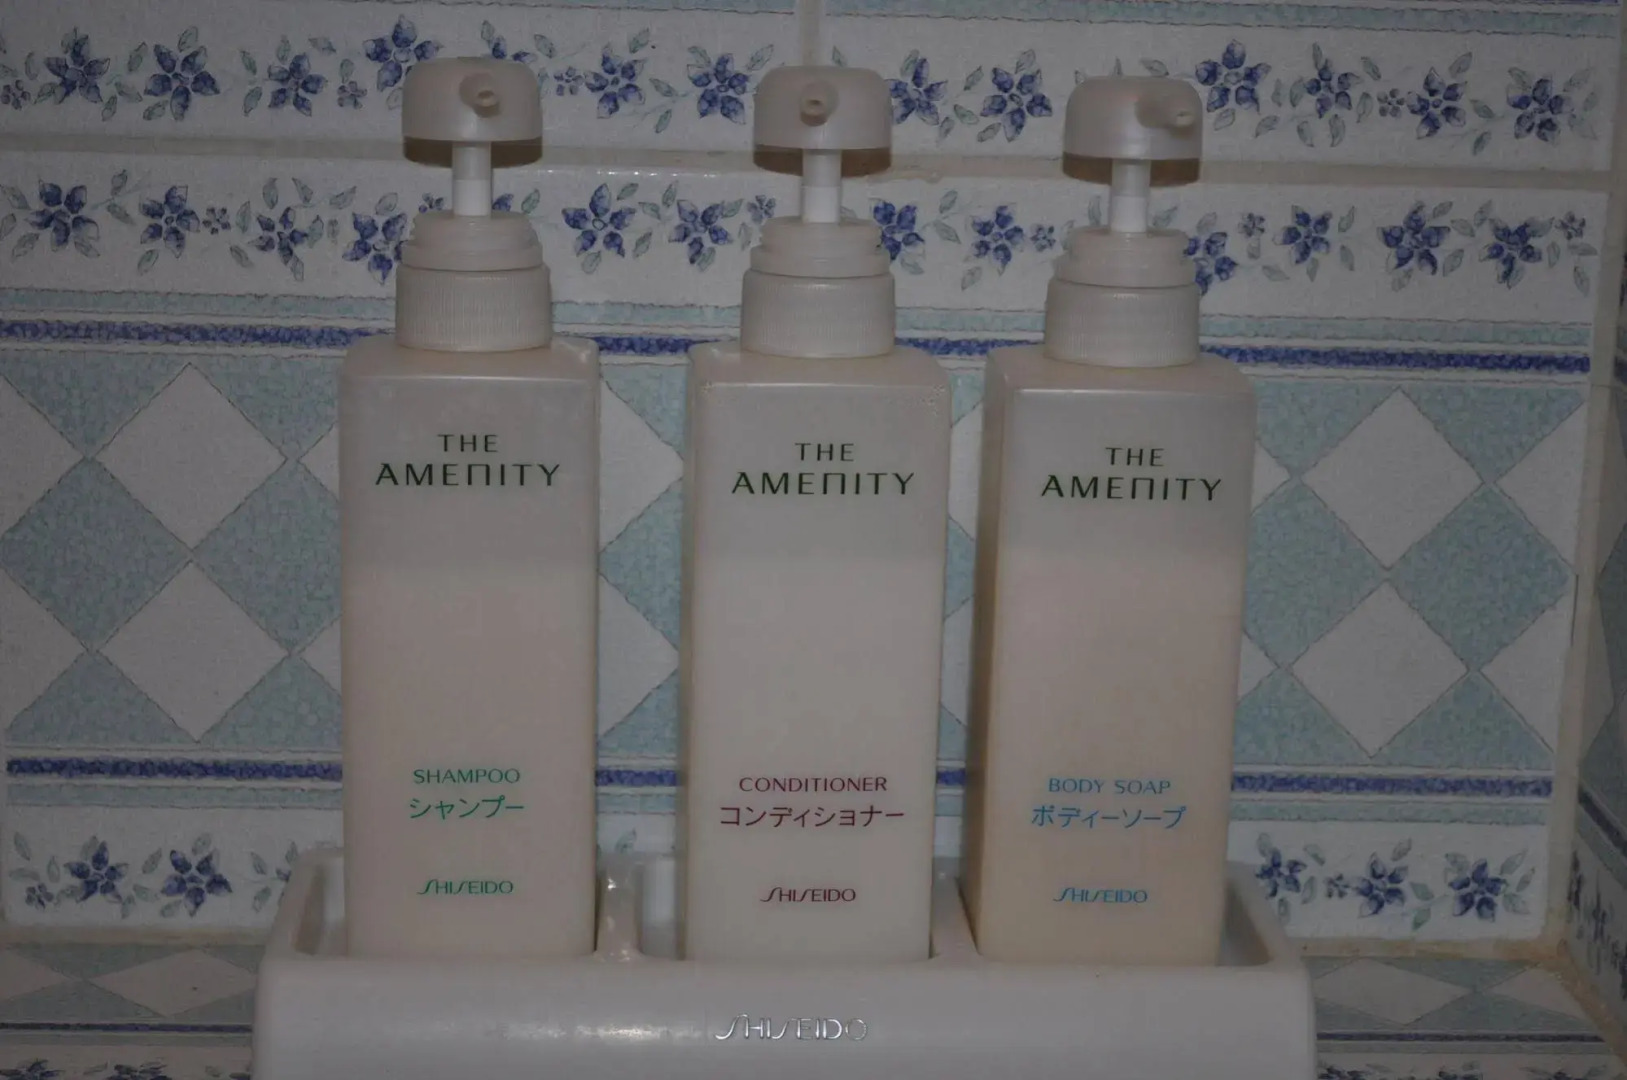 THE
AMENITY
SHAMPOO
シャンプー
SHISEIDO
THE
AMENITY
CONDITIONER
コンディショナー
SHISEIDO
THE
AMENITY
BODY SOAP
ボディーソープ
SHISEIDO
SHISEIDO